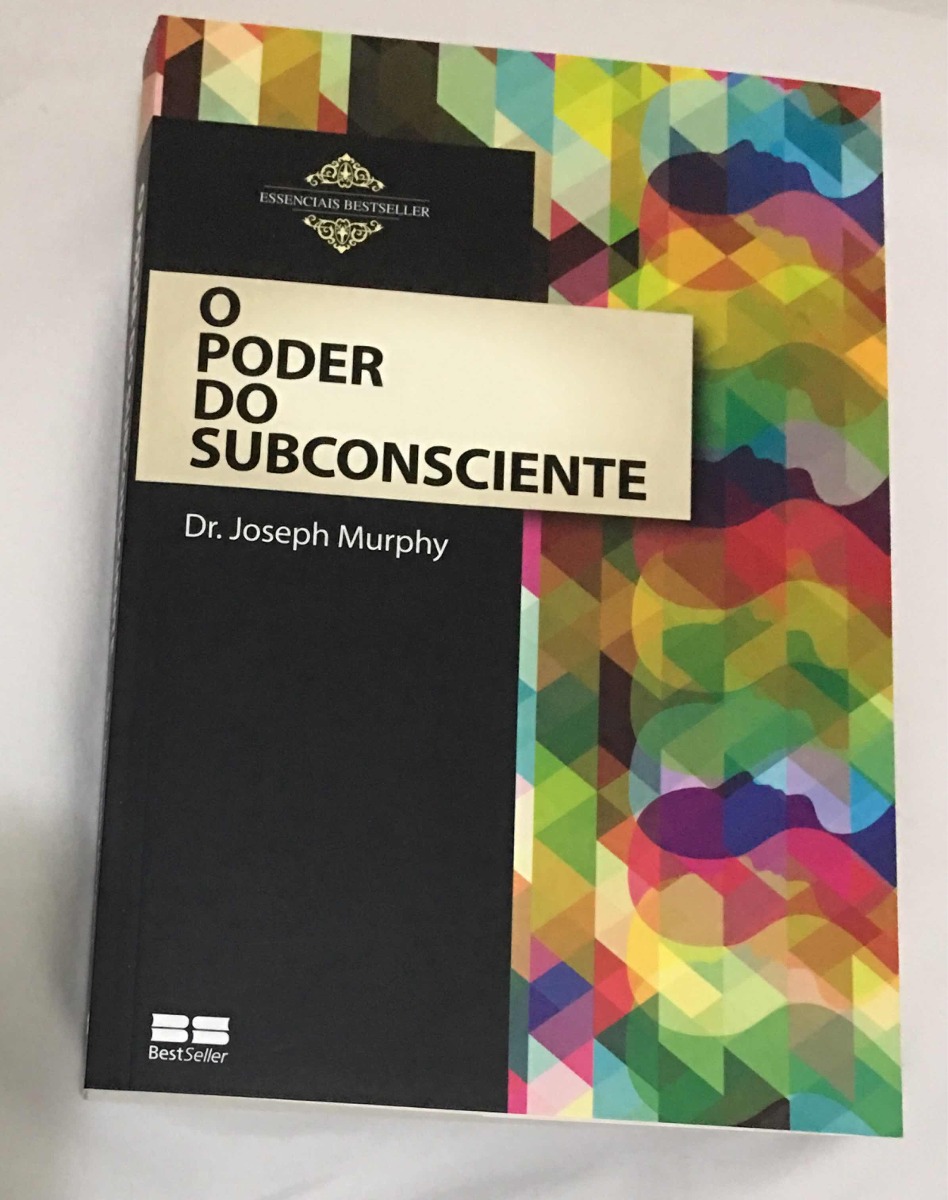 ESSENCIAIS BESTSELLER
O
PODER
DO
SUBCONSCIENTE
Dr. Joseph Murphy
BS
BestSeller